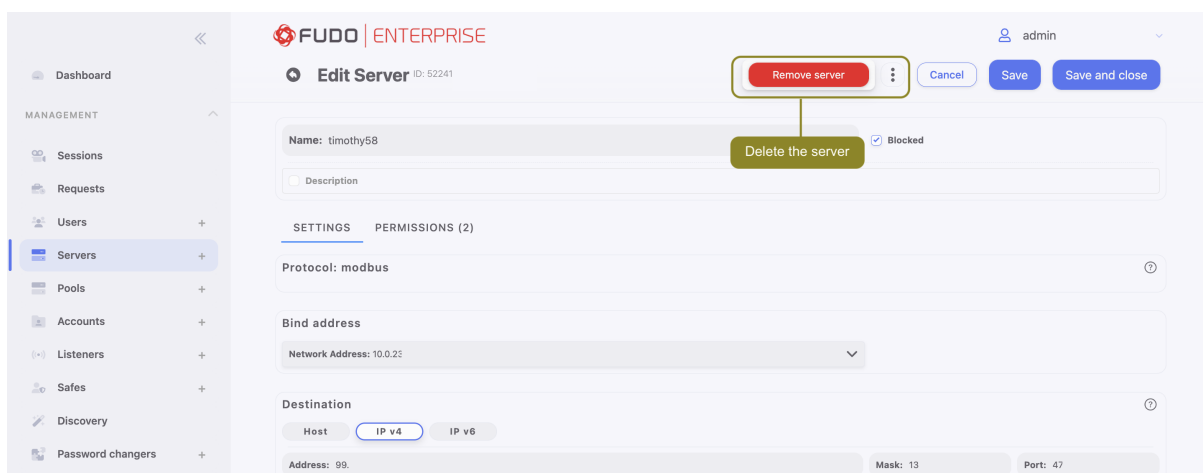 FUDO ENTERPRISE
admin
Edit Server ID: 52241
Remove server
Cancel
Save
Save and close
Delete the server
Dashboard
MANAGEMENT
Sessions
Requests
Users +
Servers +
Pools +
Accounts +
Listeners +
Safes +
Discovery
Password changers +
Name: timothy58
Blocked
Description
SETTINGS PERMISSIONS (2)
Protocol: modbus
Bind address
Network Address: 10.0.23
Destination
Host IP v4 IP v6
Address: 99.
Mask: 13
Port: 47